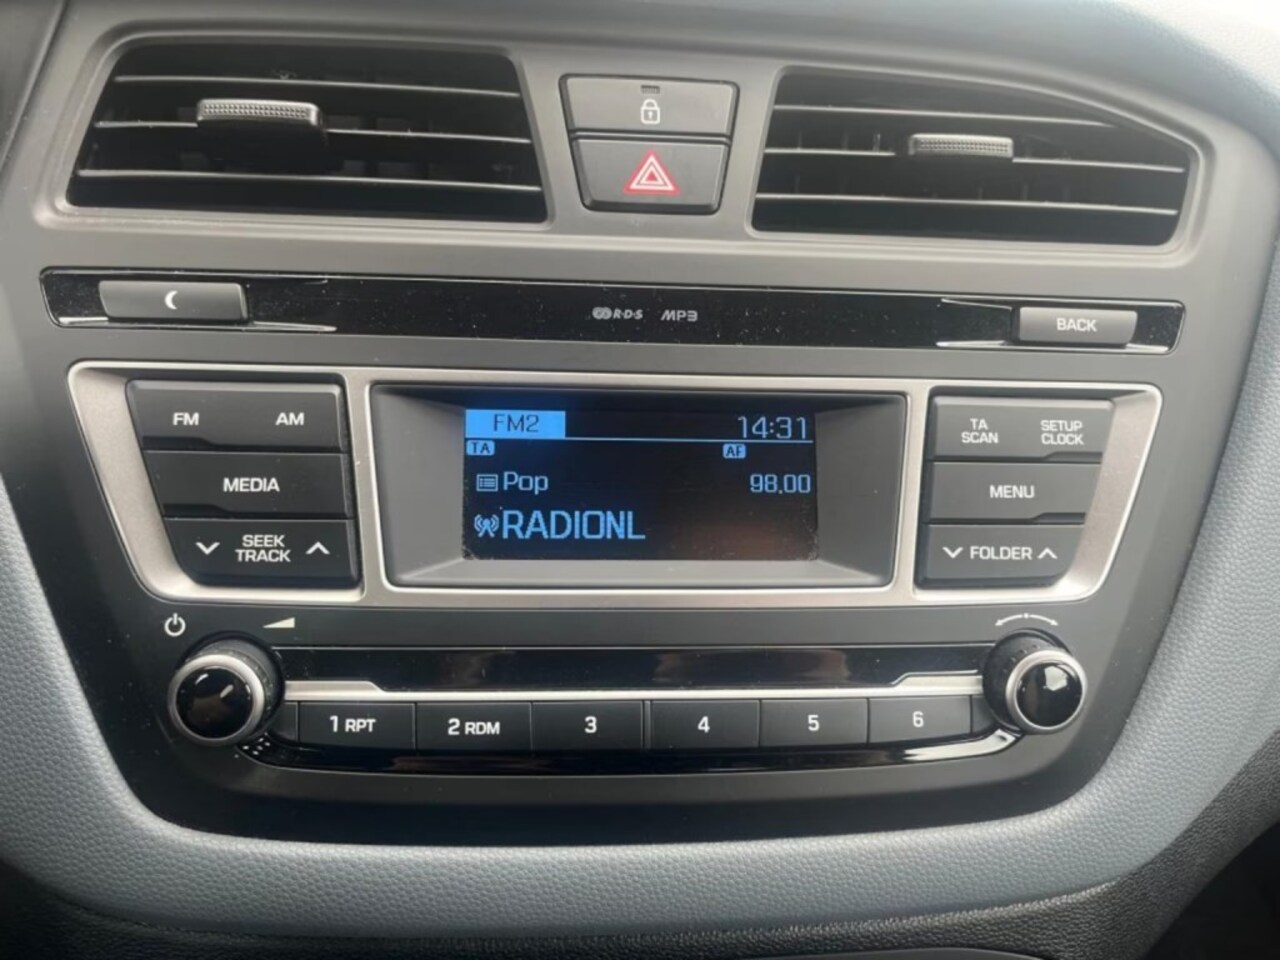 RDS MP3
BACK
FM AM
MEDIA
SEEK
TRACK
FM2 14:31
TA AF
Pop 98.00
RADIONL
TA
SCAN
SETUP
CLOCK
MENU
FOLDER
1 RPT 2 RDM 3 4 5 6